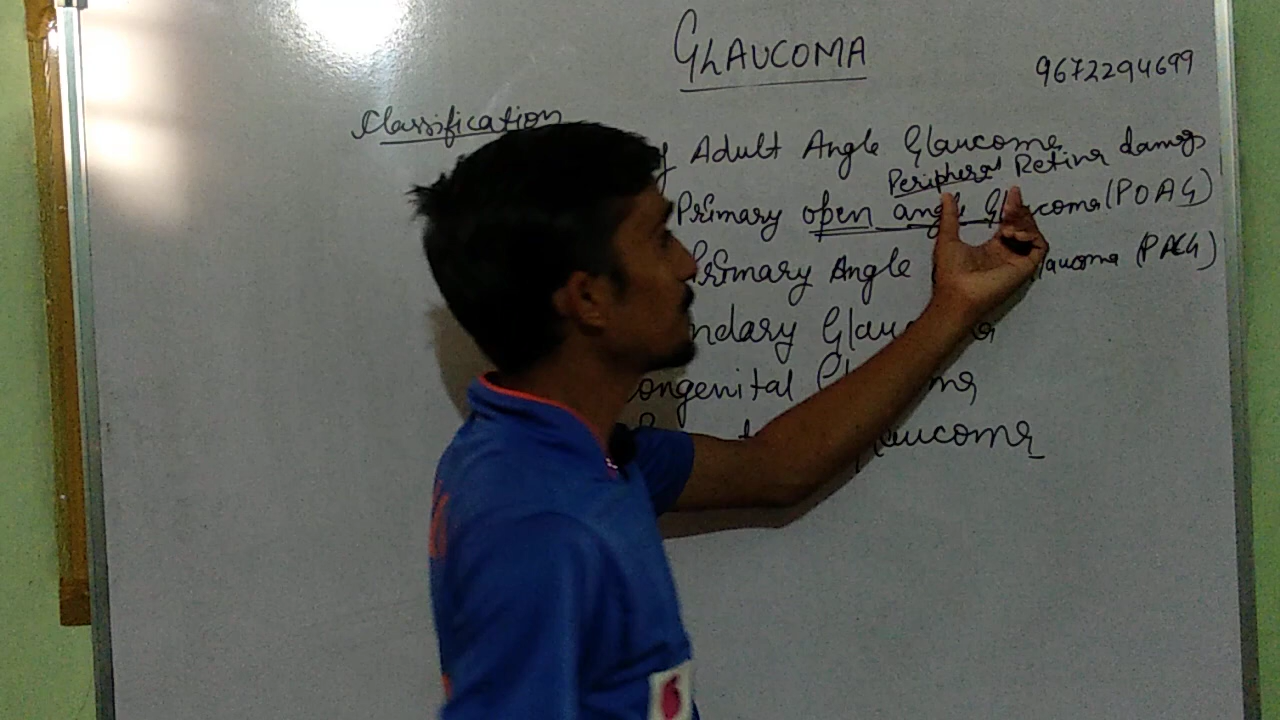 GLAUCOMA
9672294699
Classification
Adult Angle Glaucoma
Peripheral Retina damage
Primary open angle Glaucoma (POAG)
Primary Angle Glaucoma (PACG)
ndary Glau
ongenital
aucoma